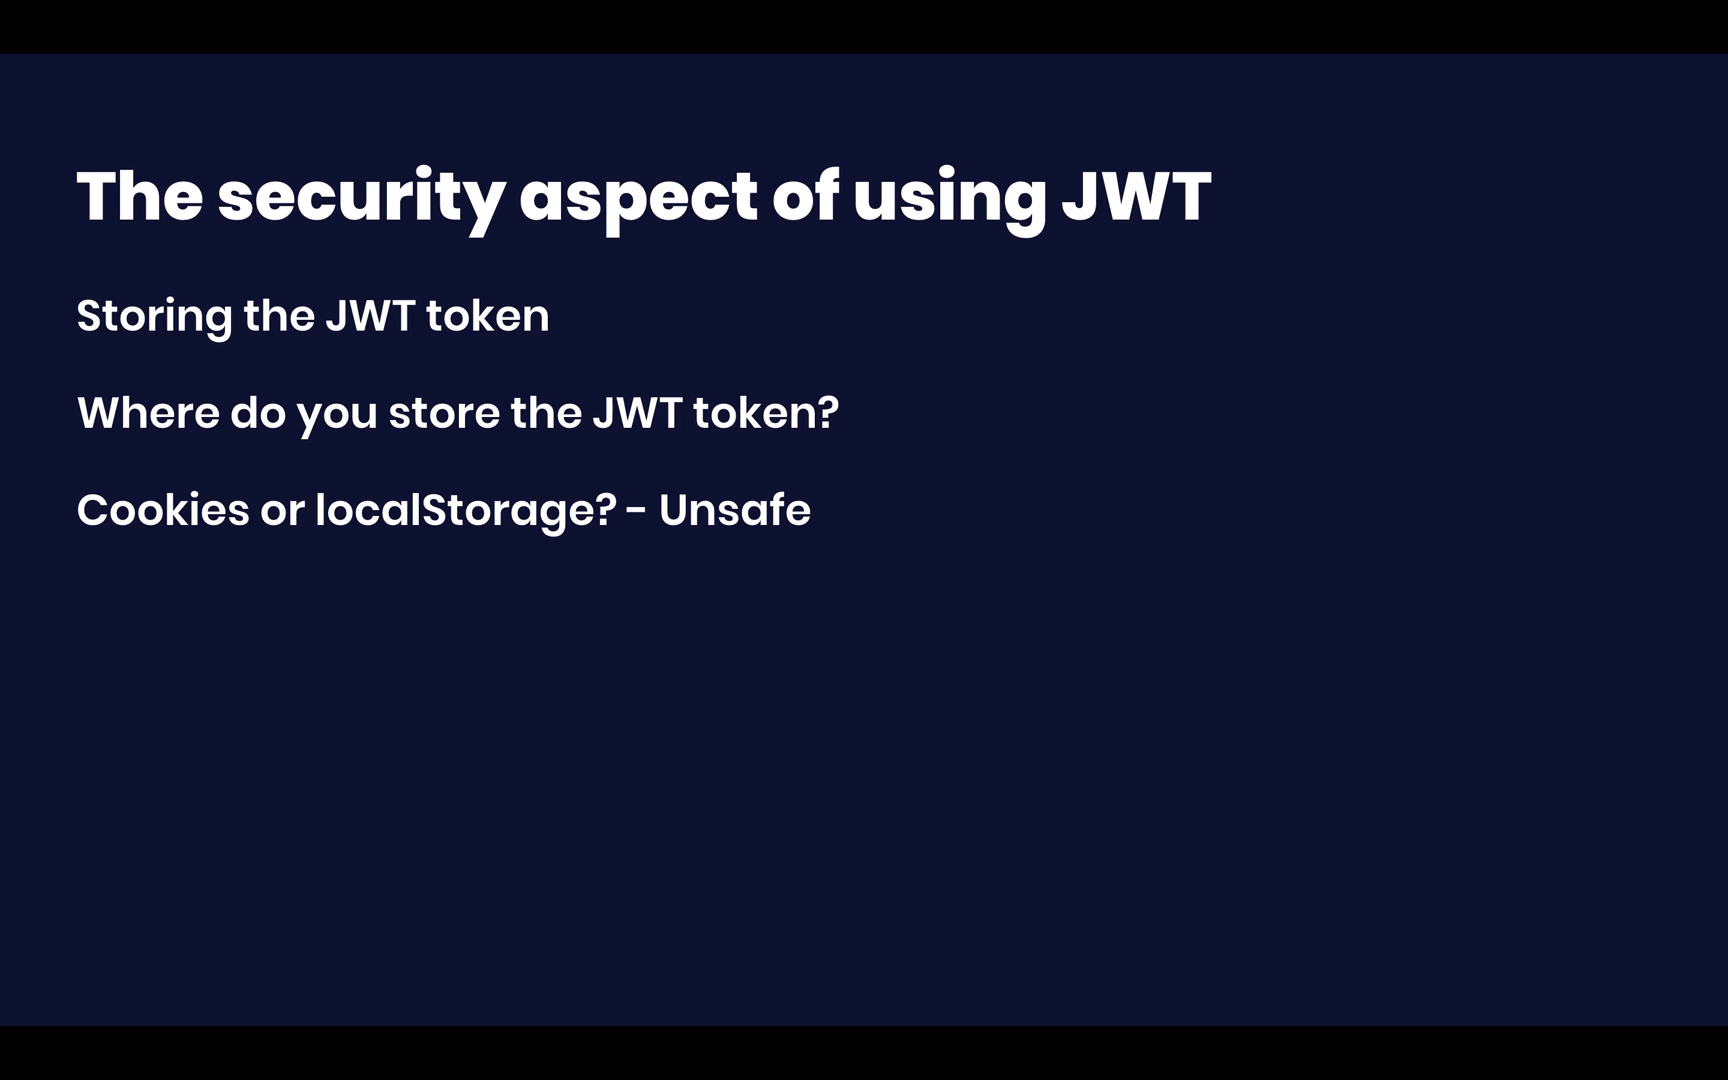 The security aspect of using JWT
Storing the JWT token
Where do you store the JWT token?
Cookies or localStorage? - Unsafe